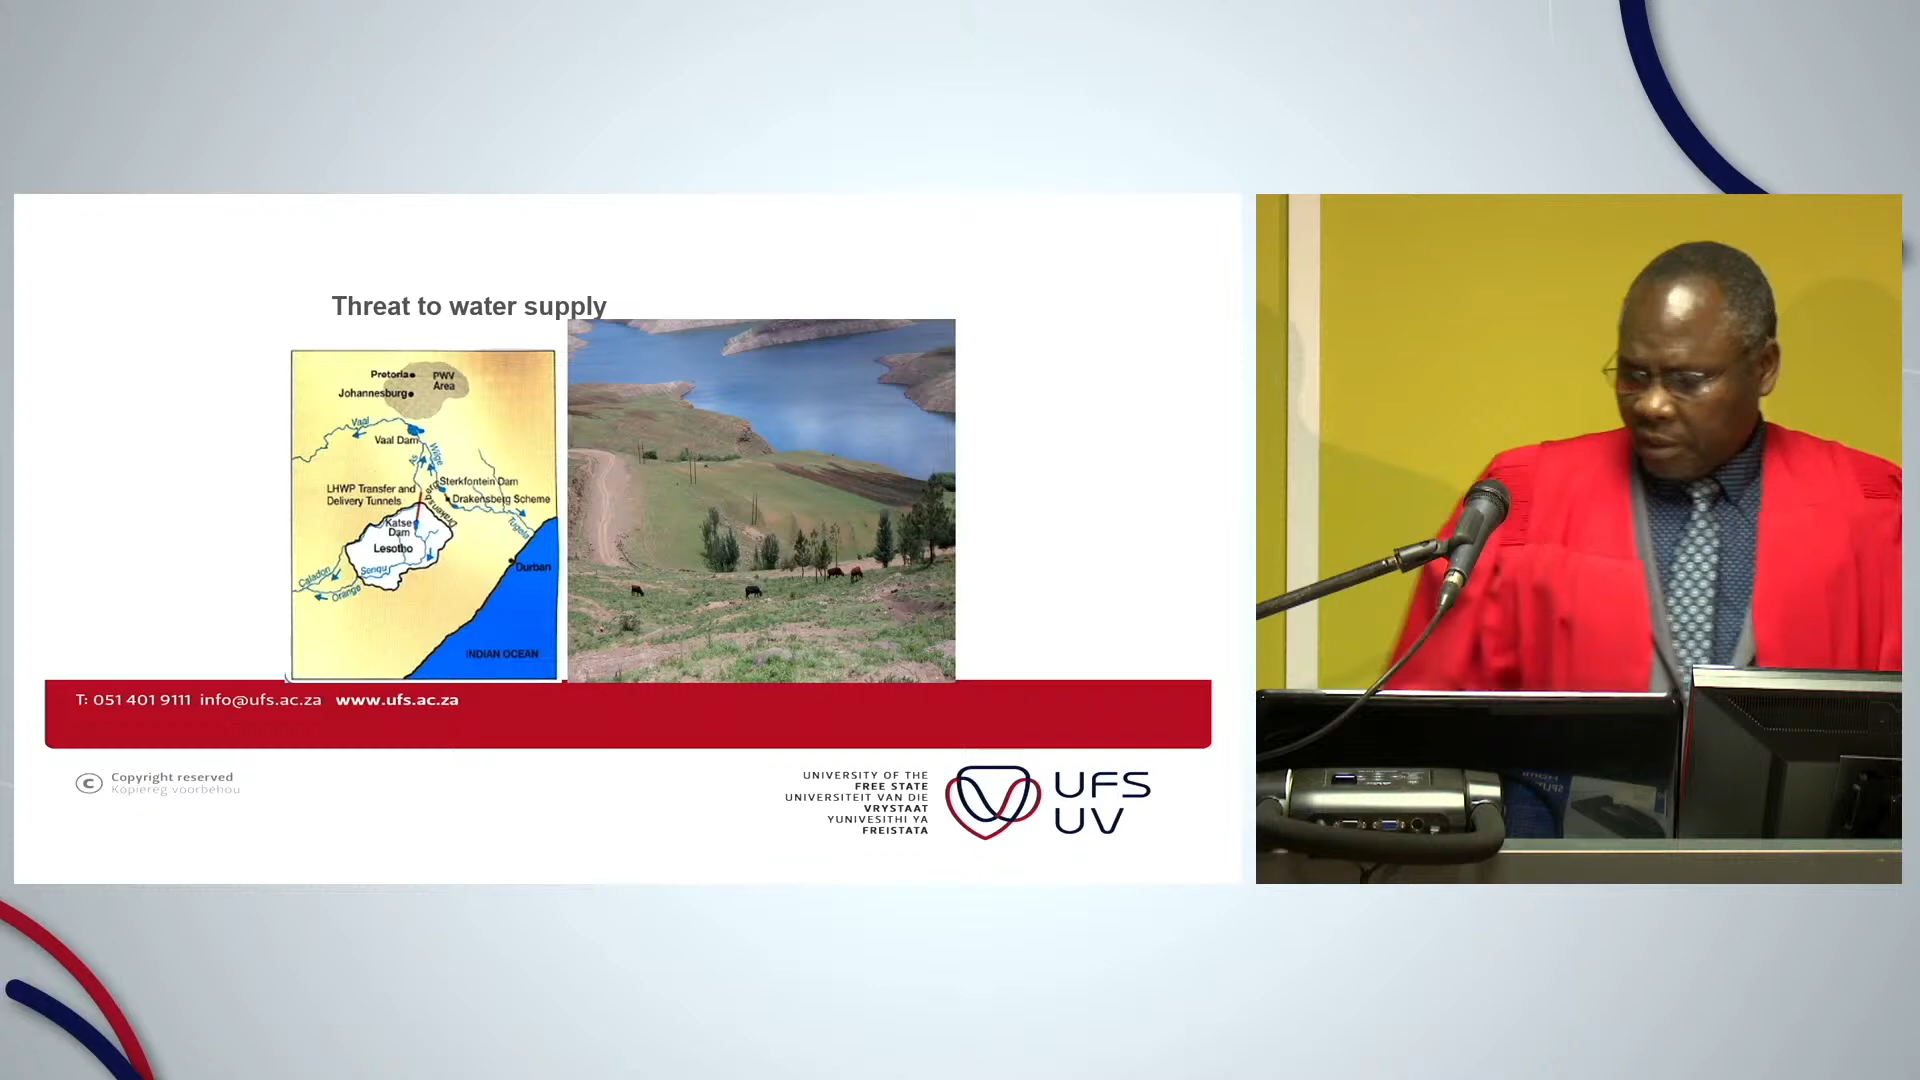 Threat to water supply
Pretoria
PWV
Area
Johannesburg
Vaal
Vaal Dam
Wilge
As
Sterkfontein Dam
LHWP Transfer and
Delivery Tunnels
Drakensberg Scheme
Drakensberg
Tugela
Katse
Dam
Lesotho
Senqu
Caledon
Orange
Durban
INDIAN OCEAN
T: 051 401 9111 info@ufs.ac.za www.ufs.ac.za
C
Copyright reserved
Kopiereg voorbehou
UNIVERSITY OF THE
FREE STATE
UNIVERSITEIT VAN DIE
VRYSTAAT
YUNIVESITHI YA
FREISTATA
UFS
UV